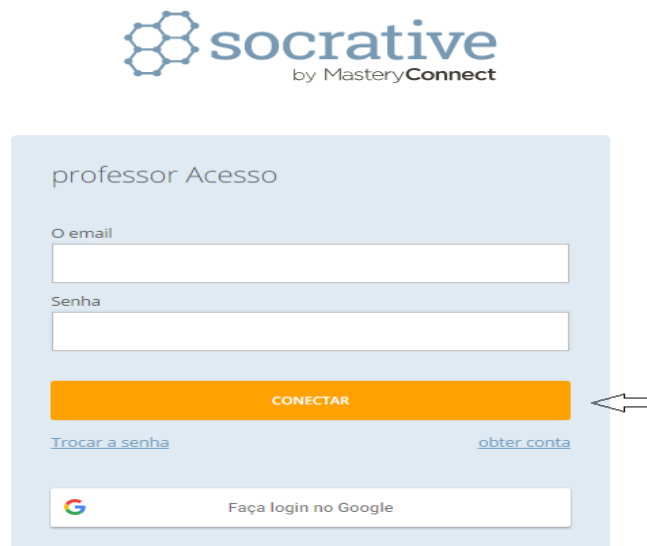 socrative
by MasteryConnect
professor Acesso
O email
Senha
CONECTAR
Trocar a senha obter conta
Faça login no Google